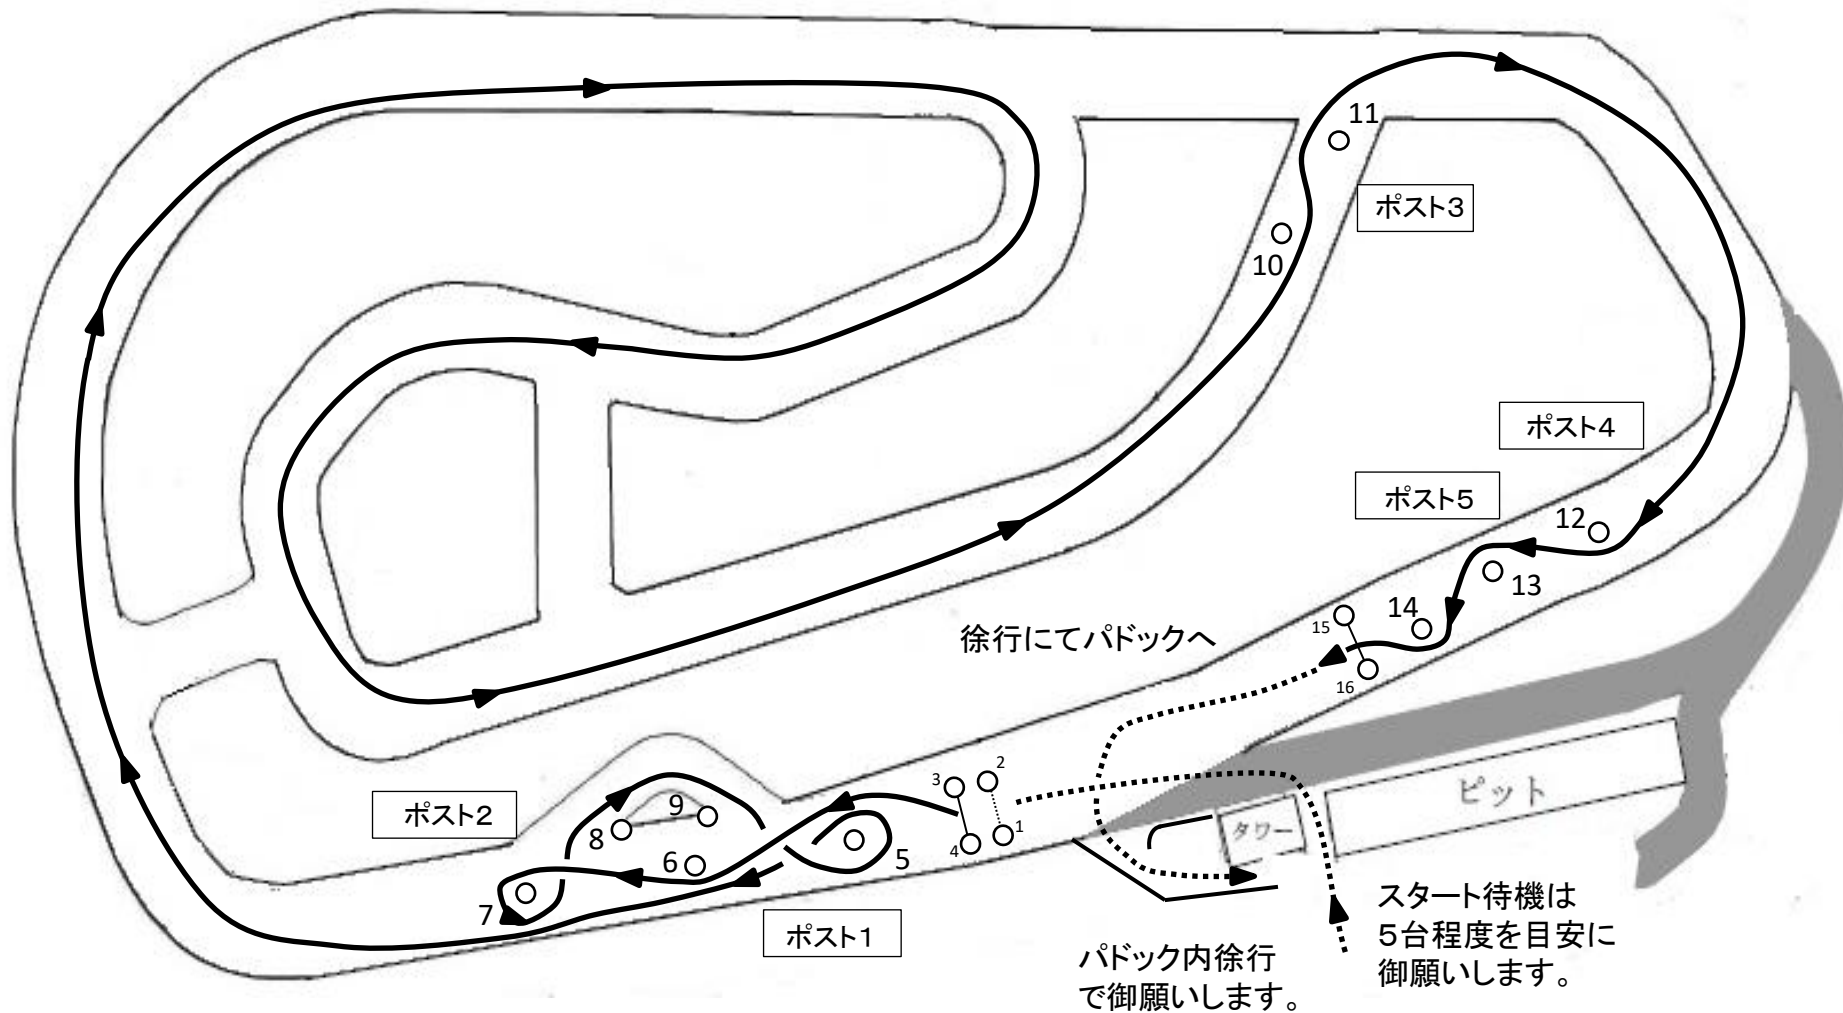 11
ポスト3
10
ポスト4
ポスト5
12
13
14
15
16
徐行にてパドックへ
ピット
タワー
2
3
1
4
ポスト2
9
8
6
5
7
ポスト1
スタート待機は
5台程度を目安に
御願いします。
パドック内徐行
で御願いします。